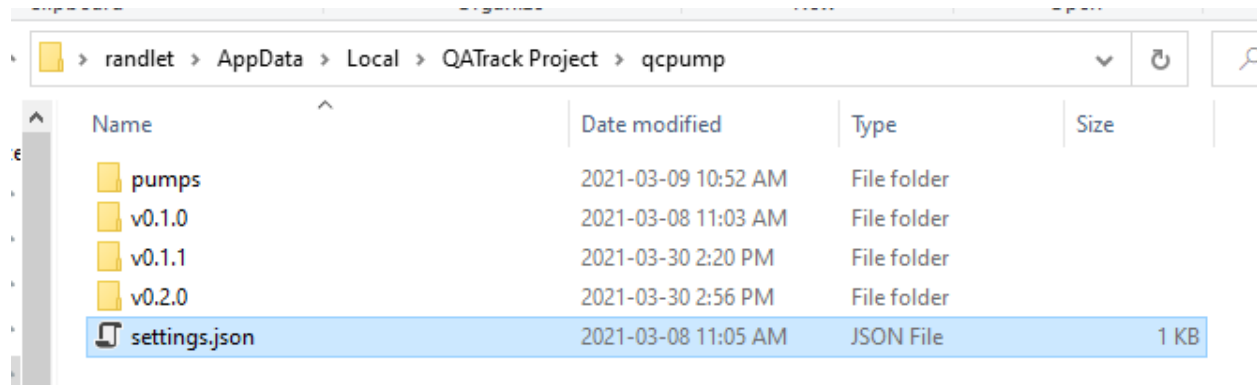 randlet > AppData > Local > QATrack Project > qcpump
Name Date modified Type Size
pumps 2021-03-09 10:52 AM File folder
v0.1.0 2021-03-08 11:03 AM File folder
v0.1.1 2021-03-30 2:20 PM File folder
v0.2.0 2021-03-30 2:56 PM File folder
settings.json 2021-03-08 11:05 AM JSON File 1 KB